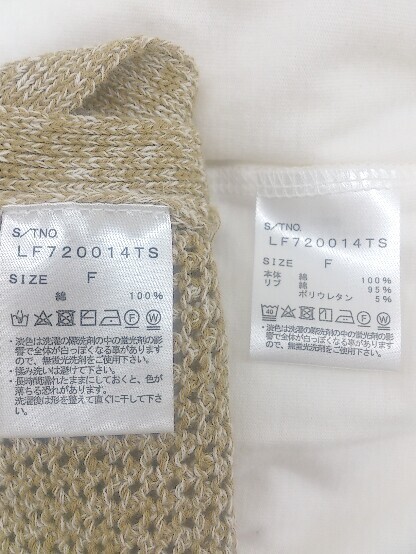 S/TNO.
LF720014TS
SIZE F
綿 100%
・淡色は洗濯の際洗剤の中の蛍光剤の影
響で全体が白っぽくなる事があります
ので、無蛍光洗剤をご使用下さい。
・揉み洗いは避けて下さい。
・長時間濡れたままにしておくと、色が
落ちる恐れがあります。
洗濯後は形を整えて直ぐに干して下さ
い。
S/TNO.
LF720014TS
SIZE F
本体 綿 100%
リブ 綿 95%
ポリウレタン 5%
・淡色は洗濯の際洗剤の中の蛍光剤の影
響で全体が白っぽくなる事があります
ので、無蛍光洗剤をご使用下さい。